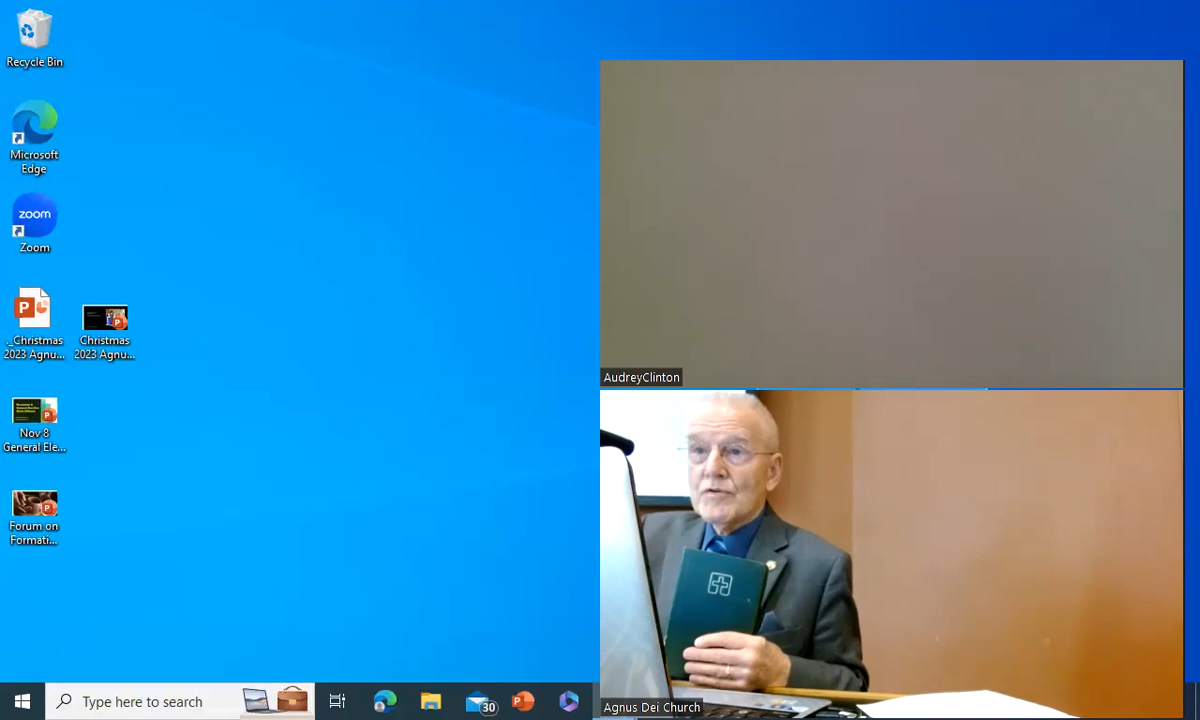 Recycle Bin
Microsoft
Edge
zoom
Zoom
._Christmas
2023 Agnu...
Christmas
2023 Agnu...
Nov 8
General Ele...
Forum on
Formati...
AudreyClinton
Agnus Dei Church
Type here to search
30